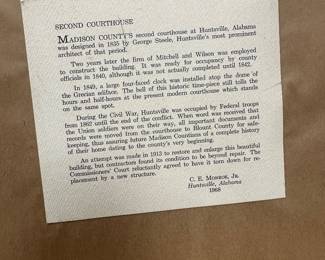 SECOND COURTHOUSE
MADISON COUNTY'S second courthouse at Huntsville, Alabama
was designed in 1835 by George Steele, Huntsville's most prominent
architect of that period.
Two years later the firm of Mitchell and Wilson was employed
to construct the building. It was ready for occupancy by county
officials in 1840, although it was not actually completed until 1842.
In 1849, a large four-faced clock was installed atop the dome of
the Grecian edifice. The bell of this historic time-piece still tolls the
hours and half-hours at the present modern courthouse which stands
on the same spot.
During the Civil War, Huntsville was occupied by Federal troops
from 1862 until the end of the conflict. When word was received that
the Union soldiers were on their way, all important documents and
records were moved from the courthouse to Blount County for safe-
keeping, thus assuring future Madison Countians of a complete history
of their home dating to the county's very beginning.
An attempt was made in 1913 to restore and enlarge this beautiful
building, but contractors found its condition to be beyond repair. The
Commissioners' Court reluctantly agreed to have it torn down for re-
placement by a new structure.
C. E. MONROE, JR.
Huntsville, Alabama
1968